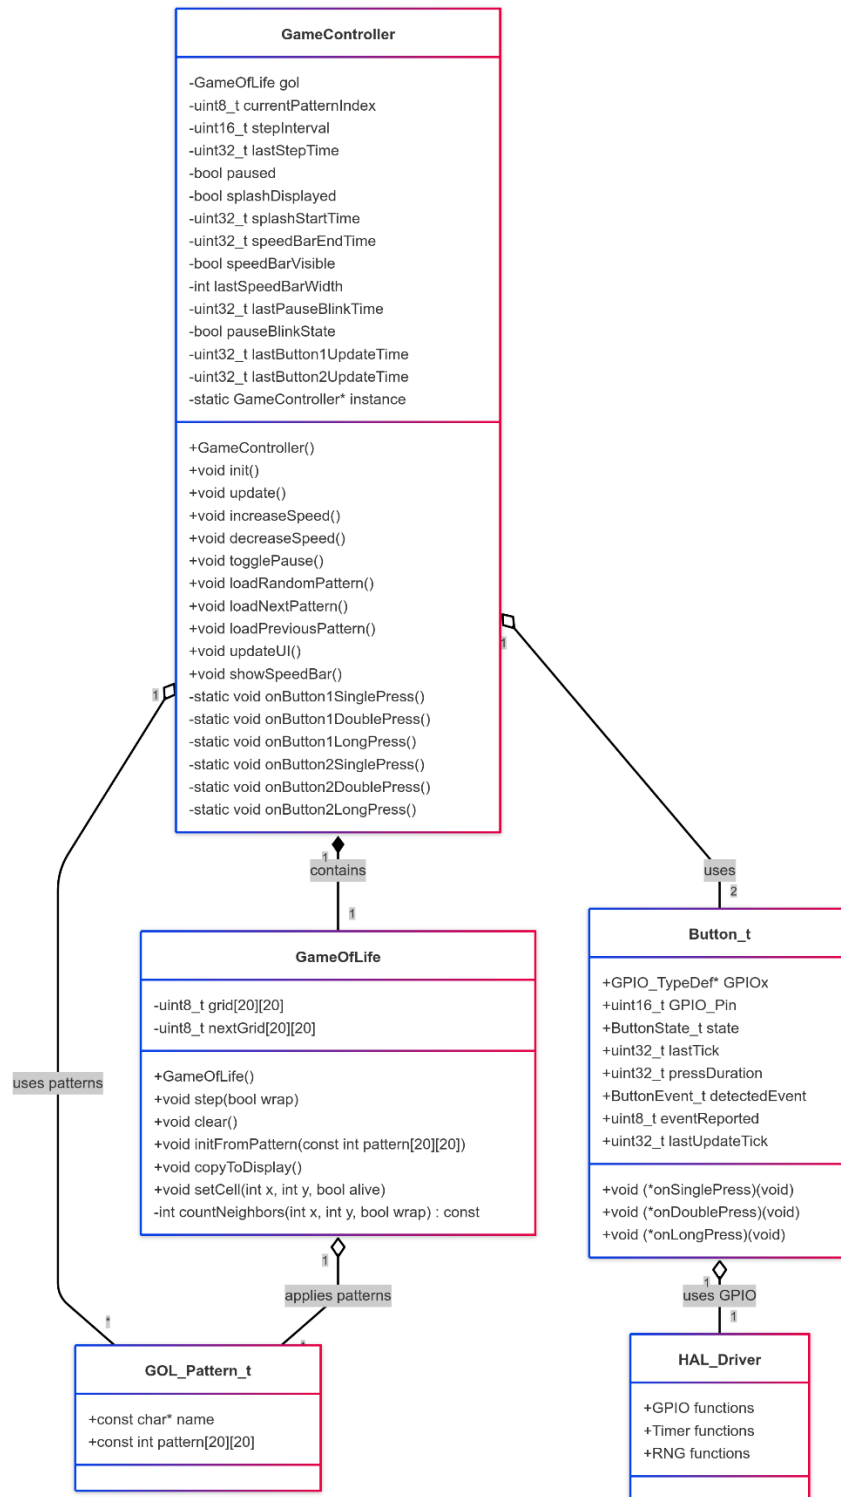 GameController
-GameOfLife gol
-uint8_t currentPatternIndex
-uint16_t stepInterval
-uint32_t lastStepTime
-bool paused
-bool splashDisplayed
-uint32_t splashStartTime
-uint32_t speedBarEndTime
-bool speedBarVisible
-int lastSpeedBarWidth
-uint32_t lastPauseBlinkTime
-bool pauseBlinkState
-uint32_t lastButton1UpdateTime
-uint32_t lastButton2UpdateTime
-static GameController* instance
+GameController()
+void init()
+void update()
+void increaseSpeed()
+void decreaseSpeed()
+void togglePause()
+void loadRandomPattern()
+void loadNextPattern()
+void loadPreviousPattern()
+void updateUI()
+void showSpeedBar()
-static void onButton1SinglePress()
-static void onButton1DoublePress()
-static void onButton1LongPress()
-static void onButton2SinglePress()
-static void onButton2DoublePress()
-static void onButton2LongPress()
1
1
1
contains
1
uses
2
GameOfLife
-uint8_t grid[20][20]
-uint8_t nextGrid[20][20]
+GameOfLife()
+void step(bool wrap)
+void clear()
+void initFromPattern(const int pattern[20][20])
+void copyToDisplay()
+void setCell(int x, int y, bool alive)
-int countNeighbors(int x, int y, bool wrap) : const
Button_t
+GPIO_TypeDef* GPIOx
+uint16_t GPIO_Pin
+ButtonState_t state
+uint32_t lastTick
+uint32_t pressDuration
+ButtonEvent_t detectedEvent
+uint8_t eventReported
+uint32_t lastUpdateTick
+void (*onSinglePress)(void)
+void (*onDoublePress)(void)
+void (*onLongPress)(void)
uses patterns
*
1
applies patterns
*
1
uses GPIO
1
GOL_Pattern_t
+const char* name
+const int pattern[20][20]
HAL_Driver
+GPIO functions
+Timer functions
+RNG functions